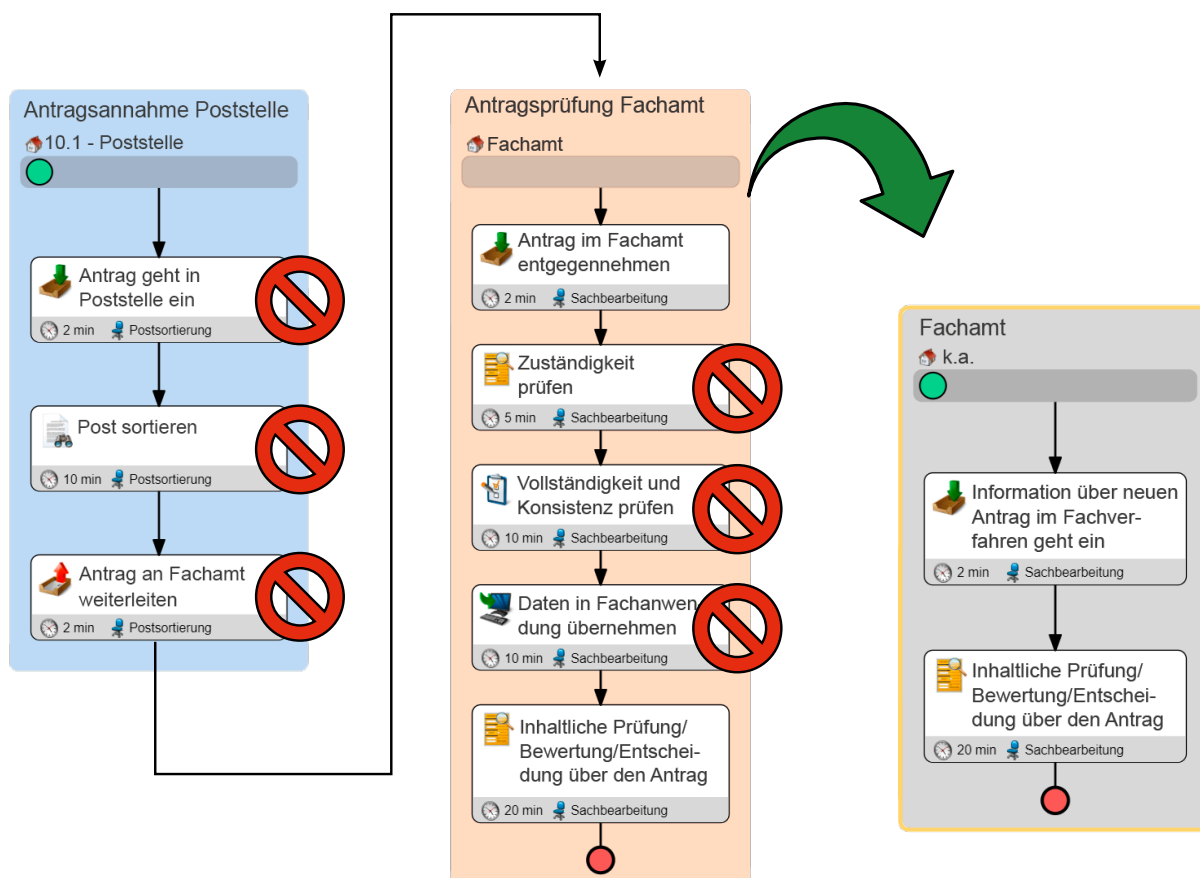 Antragsannahme Poststelle
10.1 - Poststelle
Antrag geht in
Poststelle ein
2 min Postsortierung
Post sortieren
10 min Postsortierung
Antrag an Fachamt
weiterleiten
2 min Postsortierung
Antragsprüfung Fachamt
Fachamt
Antrag im Fachamt
entgegennehmen
2 min Sachbearbeitung
Zuständigkeit
prüfen
5 min Sachbearbeitung
Vollständigkeit und
Konsistenz prüfen
10 min Sachbearbeitung
Daten in Fachanwen
dung übernehmen
10 min Sachbearbeitung
Inhaltliche Prüfung/
Bewertung/Entschei-
dung über den Antrag
20 min Sachbearbeitung
Fachamt
k.a.
Information über neuen
Antrag im Fachver-
fahren geht ein
2 min Sachbearbeitung
Inhaltliche Prüfung/
Bewertung/Entschei-
dung über den Antrag
20 min Sachbearbeitung